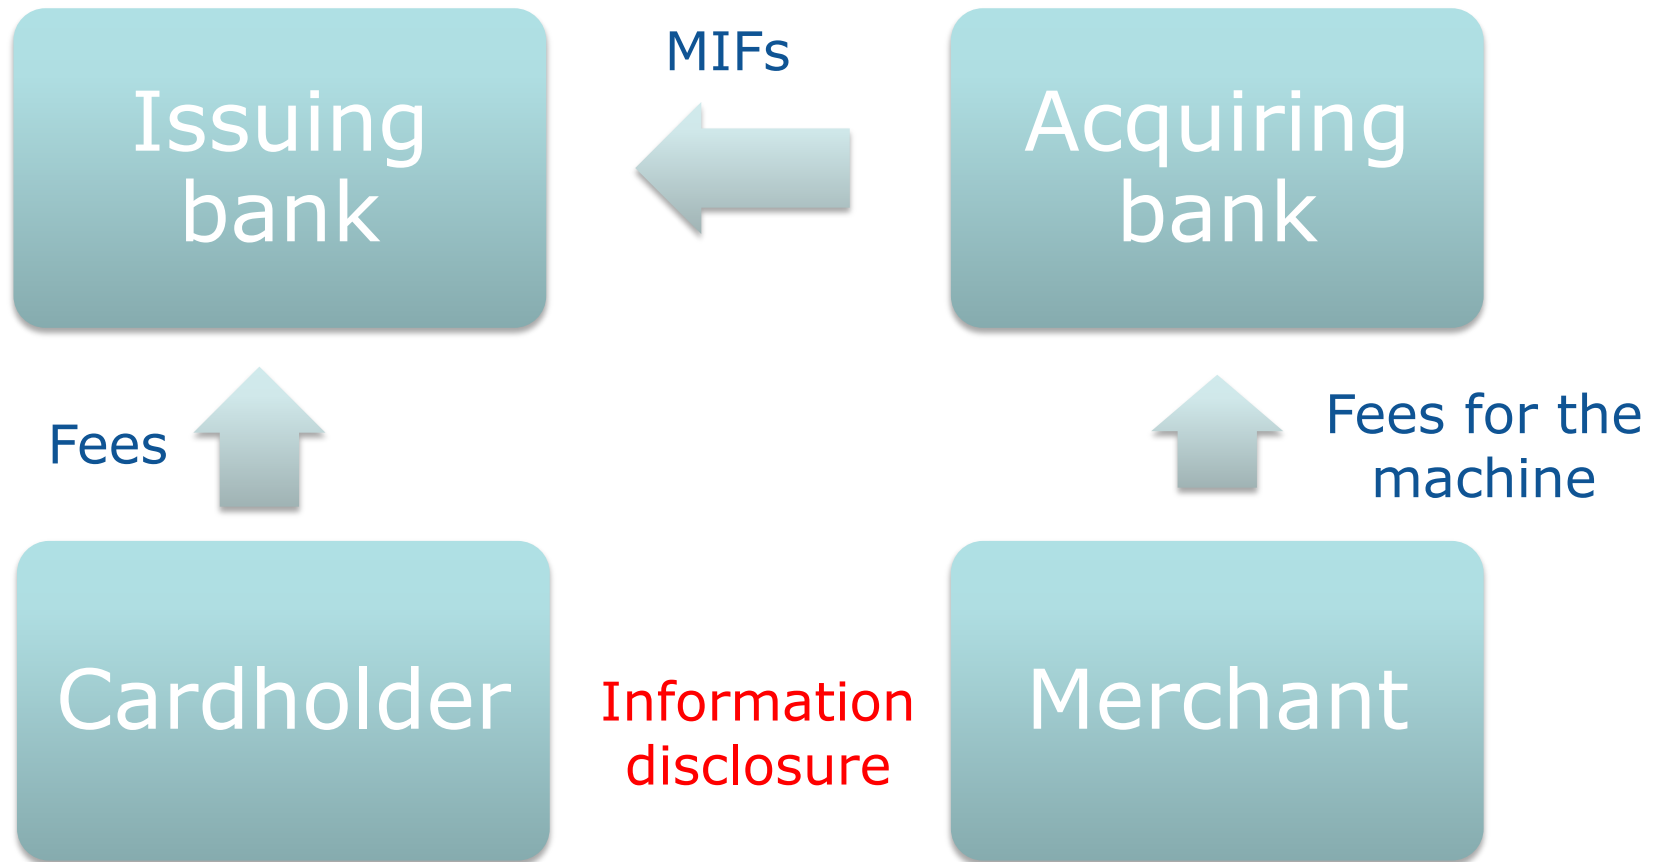 MIFs
Issuing
bank
Acquiring
bank
Fees
Fees for the
machine
Cardholder
Information
disclosure
Merchant